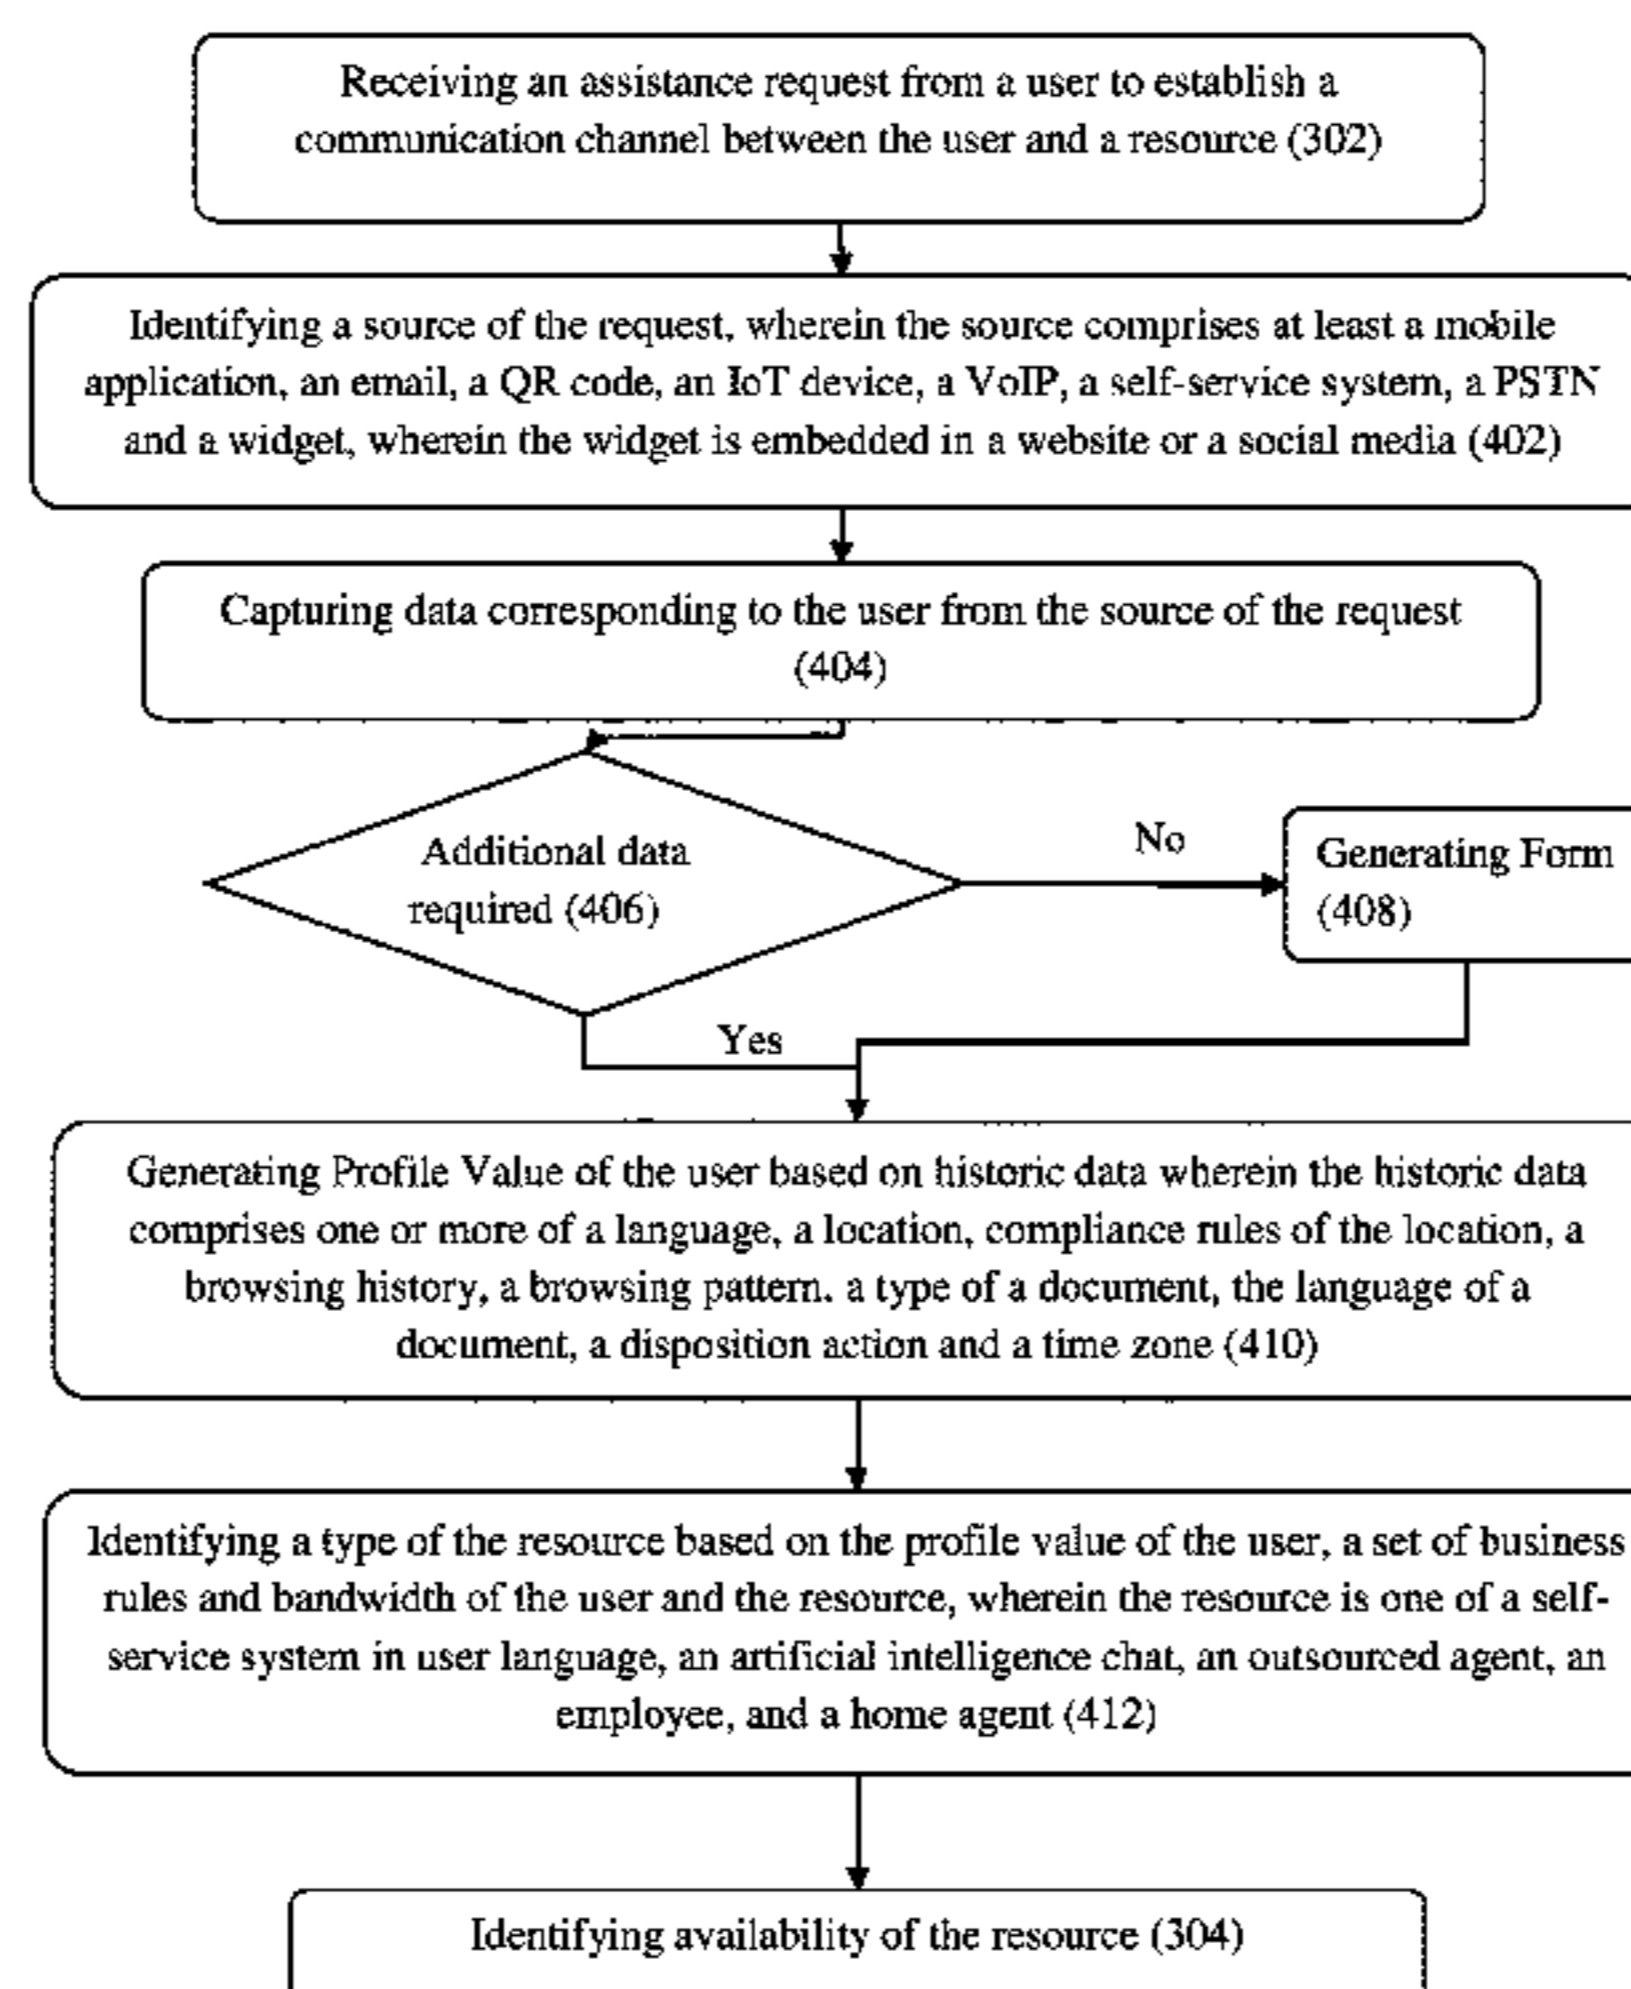 Receiving an assistance request from a user to establish a
communication channel between the user and a resource (302)
Identifying a source of the request, wherein the source comprises at least a mobile
application, an email, a QR code, an IoT device, a VoIP, a self-service system, a PSTN
and a widget, wherein the widget is embedded in a website or a social media (402)
Capturing data corresponding to the user from the source of the request
(404)
Additional data
required (406)
No
Generating Form
(408)
Yes
Generating Profile Value of the user based on historic data wherein the historic data
comprises one or more of a language, a location, compliance rules of the location, a
browsing history, a browsing pattern. a type of a document, the language of a
document, a disposition action and a time zone (410)
Identifying a type of the resource based on the profile value of the user, a set of business
rules and bandwidth of the user and the resource, wherein the resource is one of a self-
service system in user language, an artificial intelligence chat, an outsourced agent, an
employee, and a home agent (412)
Identifying availability of the resource (304)